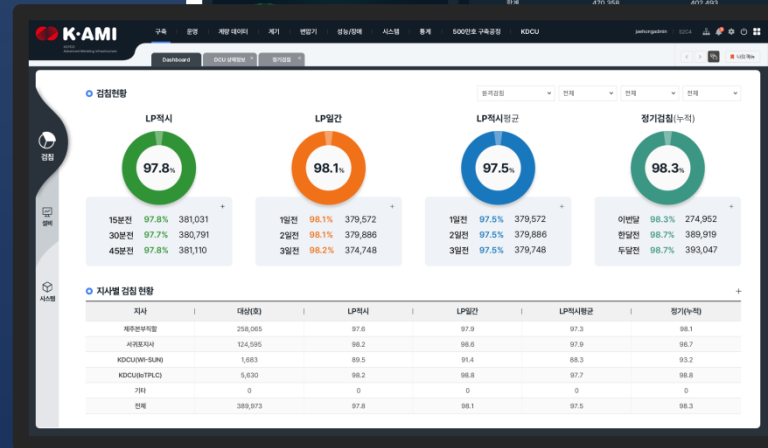 합계 470,358 402,493
K·AMI
구축 운영 계량 데이터 계기 변압기 성능/장애 시스템 통계 500만호 구축공정 KDCU
Advanced Metering Infrastructure
Dashboard DCU 상세정보 정기검침
나의 메뉴
검침현황
원격검침 전체 전체 전체
LP적시 LP일간 LP적시평균 정기검침(누적)
97.8% 98.1% 97.5% 98.3%
15분전 97.8% 381,031
30분전 97.7% 380,791
45분전 97.8% 381,110
1일전 98.1% 379,572
2일전 98.1% 379,886
3일전 98.2% 374,748
1일전 97.5% 379,572
2일전 97.5% 379,886
3일전 97.5% 379,748
이번달 98.3% 274,952
한달전 98.7% 389,919
두달전 98.7% 393,047
검침
설비
시스템
지사별 검침 현황
지사 대상(호) LP적시 LP일간 LP적시평균 정기(누적)
제주본부직할 258,065 97.6 97.9 97.3 98.1
서귀포지사 124,595 98.2 98.6 97.9 98.7
KDCU(WI-SUN) 1,683 89.5 91.4 88.3 93.2
KDCU(IoTPLC) 5,630 98.2 98.8 97.7 98.8
기타 0 0 0 0 0
전체 389,973 97.8 98.1 97.5 98.3